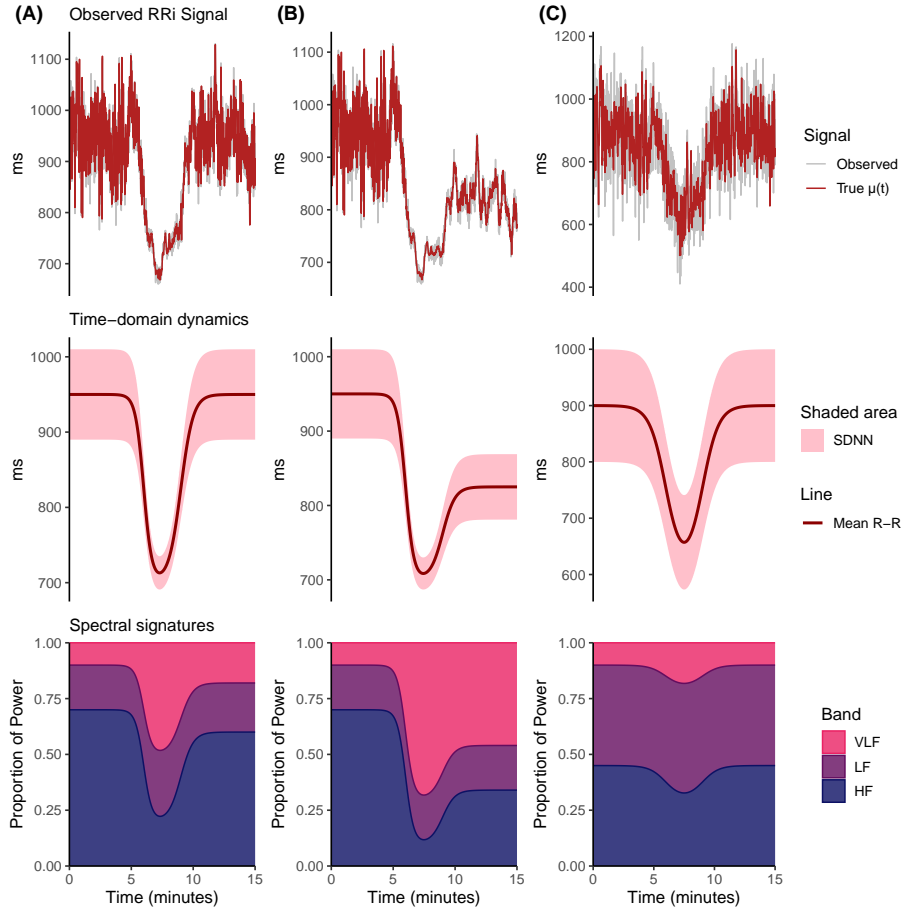 (A)
Observed RRi Signal
(B)
(C)
ms
1100
1000
900
800
700
ms
1100
1000
900
800
700
ms
1200
1000
800
600
400
Signal
Observed
True μ(t)
Time−domain dynamics
ms
1000
900
800
700
ms
1000
900
800
700
ms
1000
900
800
700
600
Shaded area
SDNN
Line
Mean R−R
Spectral signatures
Proportion of Power
1.00
0.75
0.50
0.25
0.00
0 5 10 15
Time (minutes)
Proportion of Power
1.00
0.75
0.50
0.25
0.00
0 5 10 15
Time (minutes)
Proportion of Power
1.00
0.75
0.50
0.25
0.00
0 5 10 15
Time (minutes)
Band
VLF
LF
HF